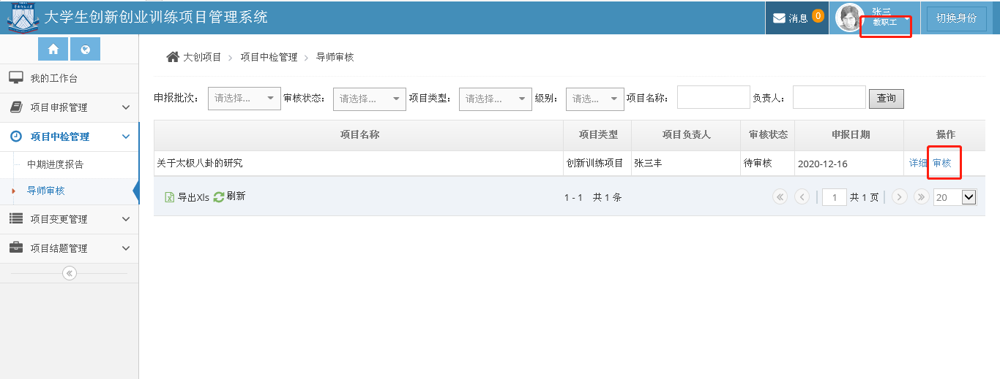 大学生创新创业训练项目管理系统
消息 0
张三
教职工
切换身份
我的工作台
项目申报管理
项目中检管理
中期进度报告
导师审核
项目变更管理
项目结题管理
大创项目 > 项目中检管理 > 导师审核
申报批次： 请选择... 审核状态： 请选择... 项目类型： 请选择... 级别： 请选... 项目名称： 负责人： 查询
项目名称 项目类型 项目负责人 审核状态 申报日期 操作
关于太极八卦的研究 创新训练项目 张三丰 待审核 2020-12-16 详细 审核
导出Xls 刷新 1 - 1 共 1 条 1 共 1 页 20